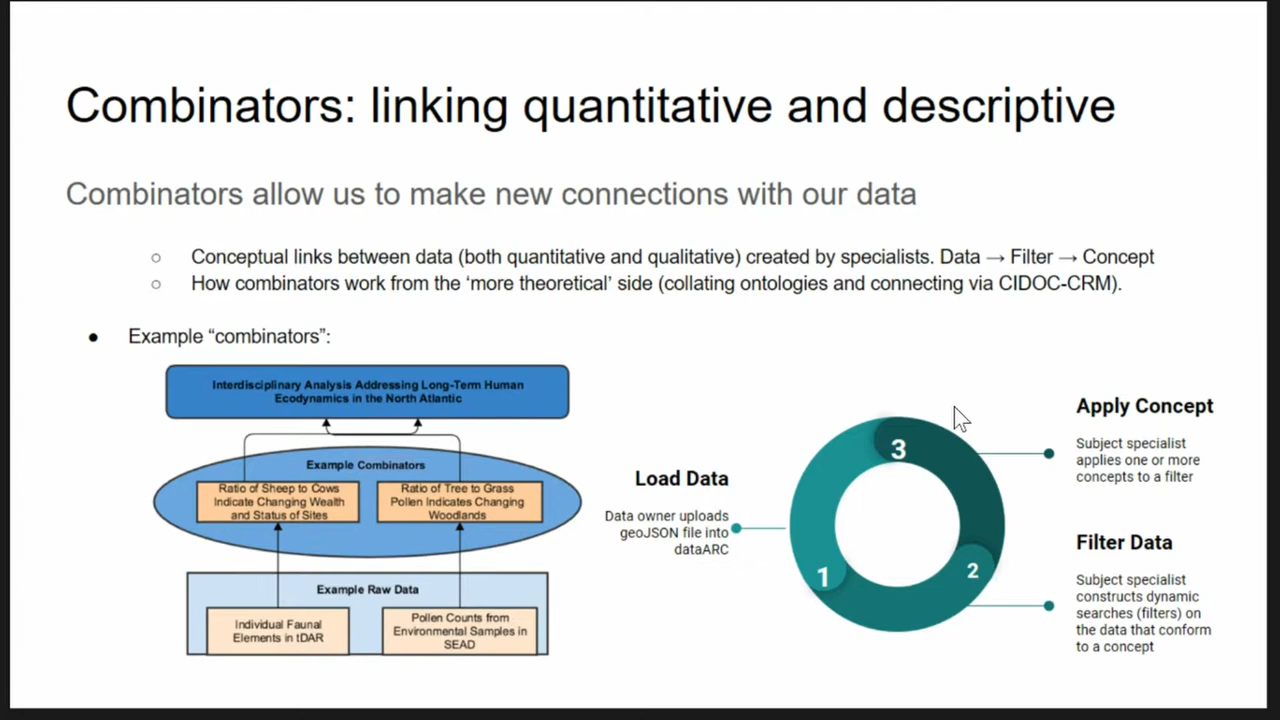 Combinators: linking quantitative and descriptive
Combinators allow us to make new connections with our data
○ Conceptual links between data (both quantitative and qualitative) created by specialists. Data → Filter → Concept
○ How combinators work from the ‘more theoretical’ side (collating ontologies and connecting via CIDOC-CRM).
● Example “combinators”:
Interdisciplinary Analysis Addressing Long-Term Human
Ecodynamics in the North Atlantic
Example Combinators
Ratio of Sheep to Cows
Indicate Changing Wealth
and Status of Sites
Ratio of Tree to Grass
Pollen Indicates Changing
Woodlands
Example Raw Data
Individual Faunal
Elements in tDAR
Pollen Counts from
Environmental Samples in
SEAD
Load Data
Data owner uploads
geoJSON file into
dataARC
1
2
3
Apply Concept
Subject specialist
applies one or more
concepts to a filter
Filter Data
Subject specialist
constructs dynamic
searches (filters) on
the data that conform
to a concept